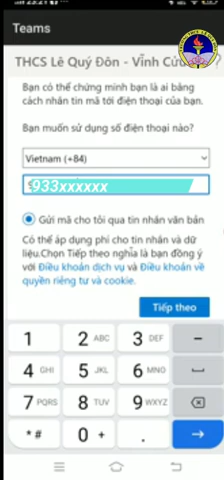 Teams
THCS Lê Quý Đôn - Vĩnh Cửu
?
Bạn có thể chứng minh bạn là ai bằng
cách nhắn tin mã tới điện thoại của bạn.
Bạn muốn sử dụng số điện thoại nào?
Vietnam (+84)
933xxxxxx
Gửi mã cho tôi qua tin nhắn văn bản
Có thể áp dụng phí cho tin nhắn và dữ
liệu.Chọn Tiếp theo nghĩa là bạn đồng ý
với Điều khoản dịch vụ và Điều khoản về
quyền riêng tư và cookie.
Tiếp theo
1 2 ABC 3 DEF –
4 GHI 5 JKL 6 MNO
7 PQRS 8 TUV 9 WXYZ
* # 0 + .